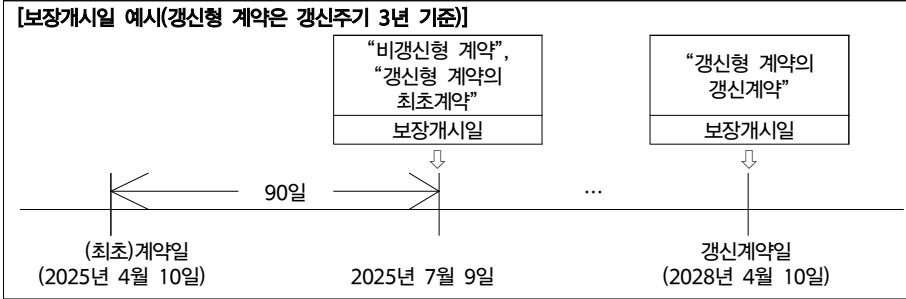 [보장개시일 예시(갱신형 계약은 갱신주기 3년 기준)]
“비갱신형 계약”,
“갱신형 계약의
최초계약”
보장개시일
“갱신형 계약의
갱신계약”
보장개시일
90일
...
(최초)계약일
(2025년 4월 10일)
2025년 7월 9일
갱신계약일
(2028년 4월 10일)